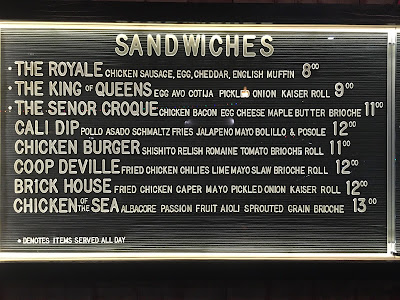 SANDWICHES
• THE ROYALE CHICKEN SAUSAGE, EGG, CHEDDAR, ENGLISH MUFFIN 8⁰⁰
• THE KING OF QUEENS EGG AVO COTIJA PICKLED ONION KAISER ROLL 9⁰⁰
• THE SENOR CROQUE CHICKEN BACON EGG CHEESE MAPLE BUTTER BRIOCHE 11⁰⁰
CALI DIP POLLO ASADO SCHMALTZ FRIES JALAPENO MAYO BOLILLO & POSOLE 12⁰⁰
CHICKEN BURGER SHISHITO RELISH ROMAINE TOMATO BRIOCHE ROLL 11⁰⁰
COOP DEVILLE FRIED CHICKEN CHILIES LIME MAYO SLAW BRIOCHE ROLL 12⁰⁰
BRICK HOUSE FRIED CHICKEN CAPER MAYO PICKLED ONION KAISER ROLL 12⁰⁰
CHICKEN OF THE SEA ALBACORE PASSION FRUIT AIOLI SPROUTED GRAIN BRIOCHE 13⁰⁰
• DENOTES ITEMS SERVED ALL DAY